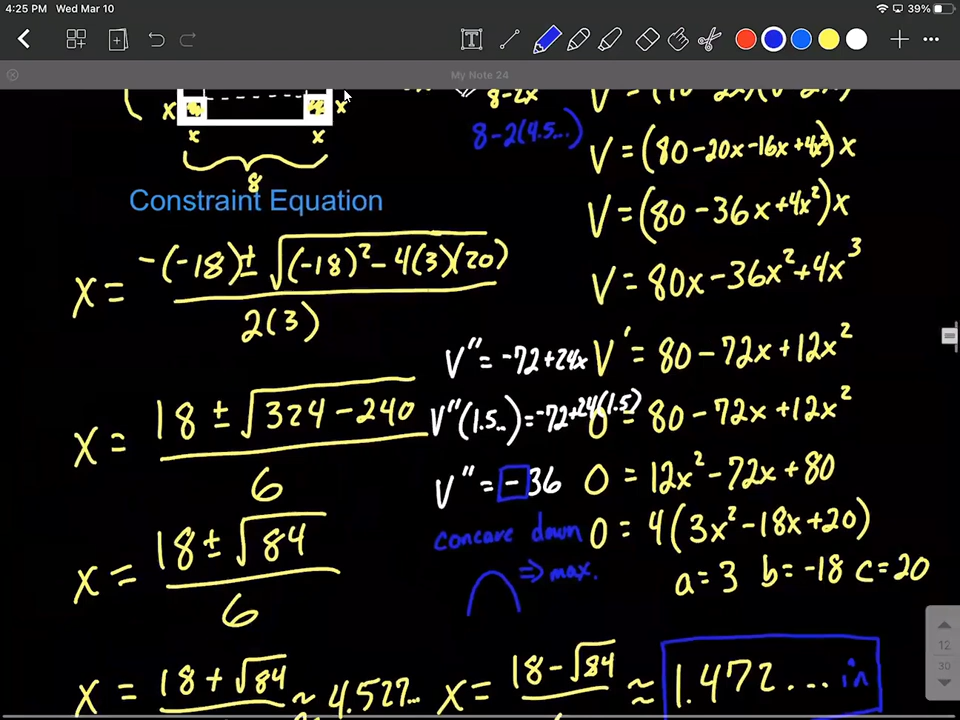 4:25 PM Wed Mar 10
39%
My Note 24
x x
x x
8
8-2x
8-2(4.5...)
Constraint Equation
x = -(-18) ± √(-18)² - 4(3)(20) / 2(3)
x = 18 ± √324 - 240 / 6
x = 18 ± √84 / 6
x = 18 + √84 ≈ 4.527...
x = 18 - √84 ≈ 1.472... in
V" = -72+24x
V"(1.5...) = -72+24(1.5)
V" = -36
concave down
⇒ max.
V = (80 - 20x - 16x + 4x²) x
V = (80 - 36x + 4x²) x
V = 80x - 36x² + 4x³
V' = 80 - 72x + 12x²
0 = 80 - 72x + 12x²
0 = 12x² - 72x + 80
0 = 4(3x² - 18x + 20)
a = 3 b = -18 c = 20
12
30